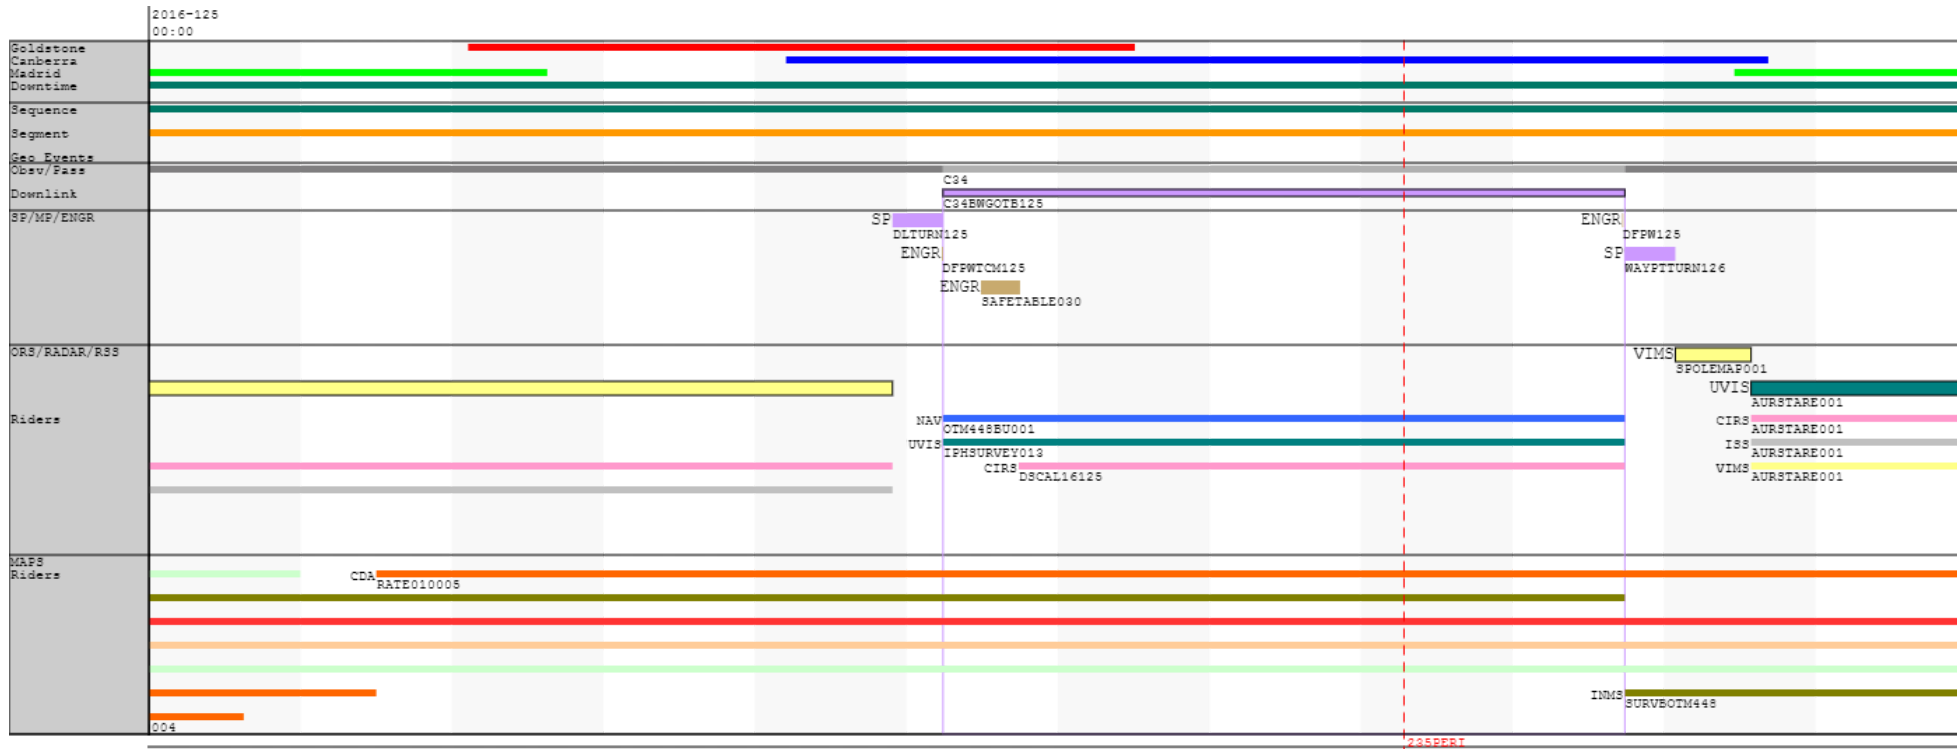 2016-125
00:00
Goldstone
Canberra
Madrid
Downtime
Sequence
Segment
Geo Events
Obsv/Pass
C34
Downlink
C34BWGOTB125
SP/MP/ENGR
SP
DLTURN125
ENGR
DFPW125
ENGR
DFPWTCM125
SP
WAYPTTURN126
ENGR
SAFETABLE030
ORS/RADAR/RSS
VIMS
SPOLEMAP001
UVIS
AURSTARE001
Riders
NAV
OTM448BU001
CIRS
AURSTARE001
UVIS
IPHSURVEY013
ISS
AURSTARE001
CIRS
DSCAL16125
VIMS
AURSTARE001
MAPS
Riders
CDA
RATE010005
INMS
SURVBOTM448
004
235PERI